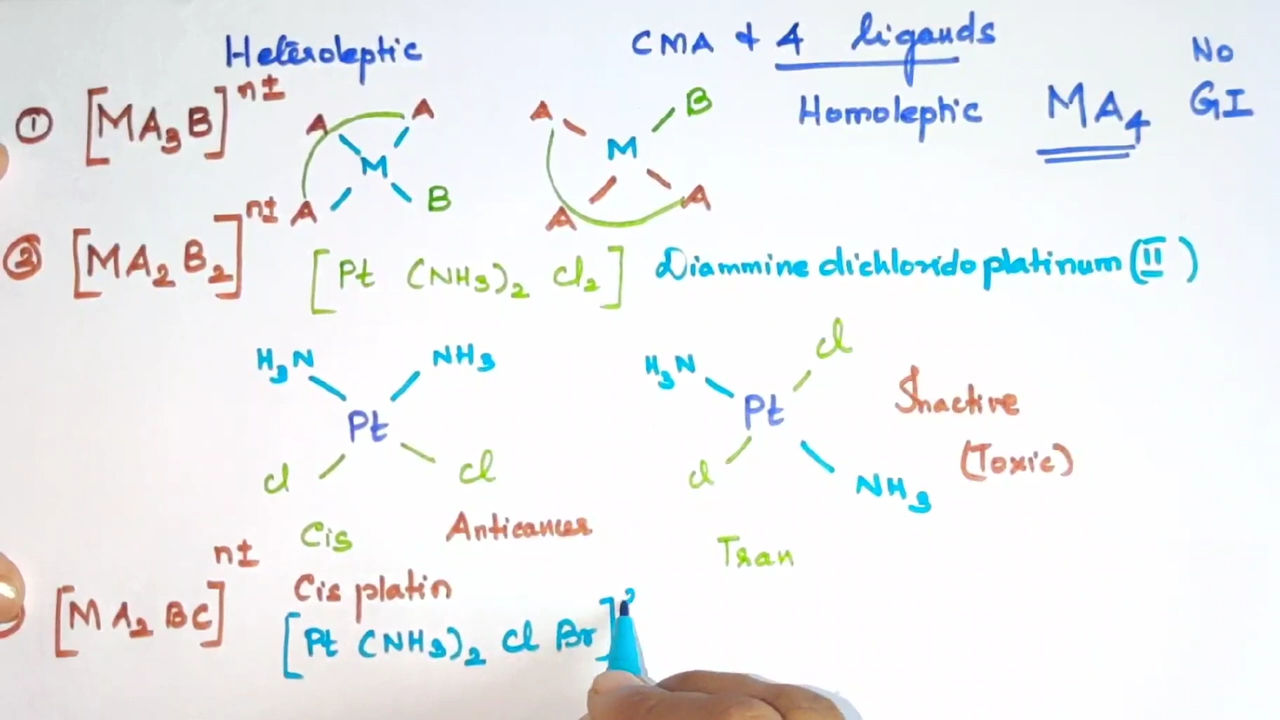 Heteroleptic
CMA & 4 ligands
Homoleptic MA₄
No
GI
① [MA₃B]ⁿ±
A A
M
A B
A B
M
A A
② [MA₂B₂]ⁿ±
[Pt (NH₃)₂ Cl₂] Diammine dichlorido platinum (II)
H₃N NH₃
Pt
Cl Cl
Cis Anticancer
Cis platin
H₃N Cl
Pt
Cl NH₃
Tran
Inactive
(Toxic)
[MA₂BC]ⁿ±
[Pt (NH₃)₂ Cl Br]